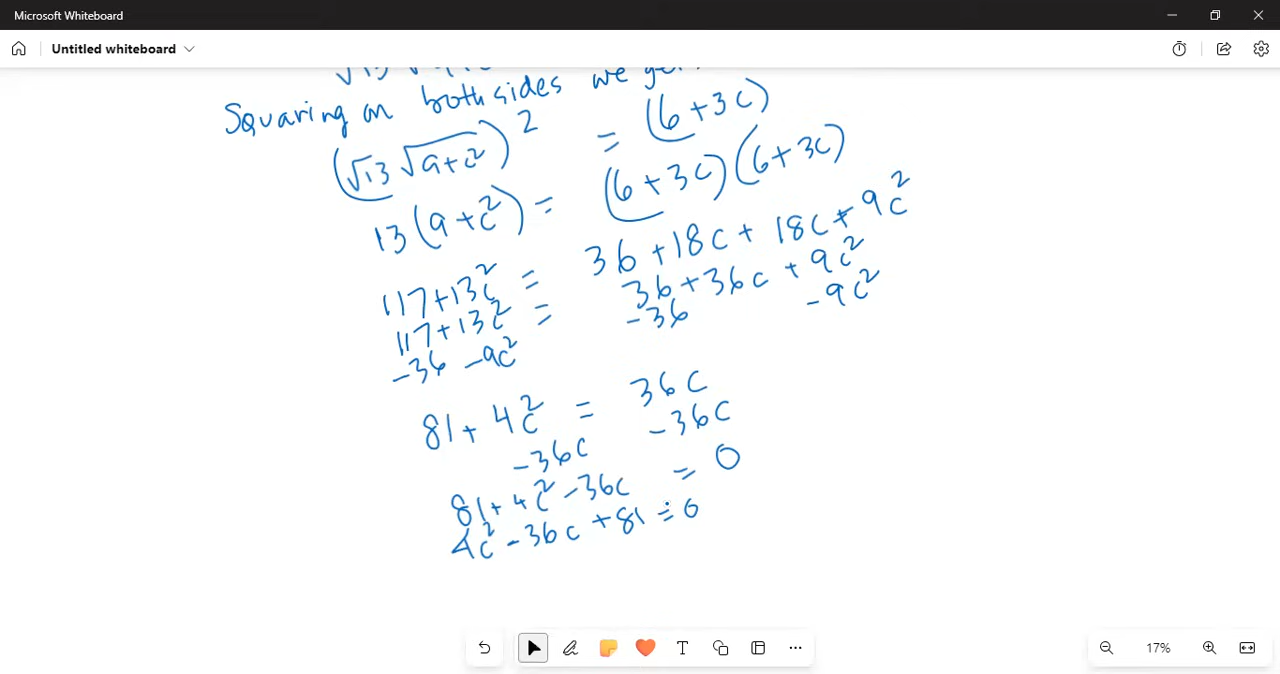 Microsoft Whiteboard
Untitled whiteboard
Squaring on both sides we get
(√13 √9+c²)² = (6+3c)
13(9+c²) = (6+3c)(6+3c)
117+13c² = 36+18c+18c+9c²
117+13c² = 36+36c+9c²
-36 -9c² -36 -9c²
81+4c² = 36c
-36c -36c
81+4c²-36c = 0
4c²-36c+81=0
17%